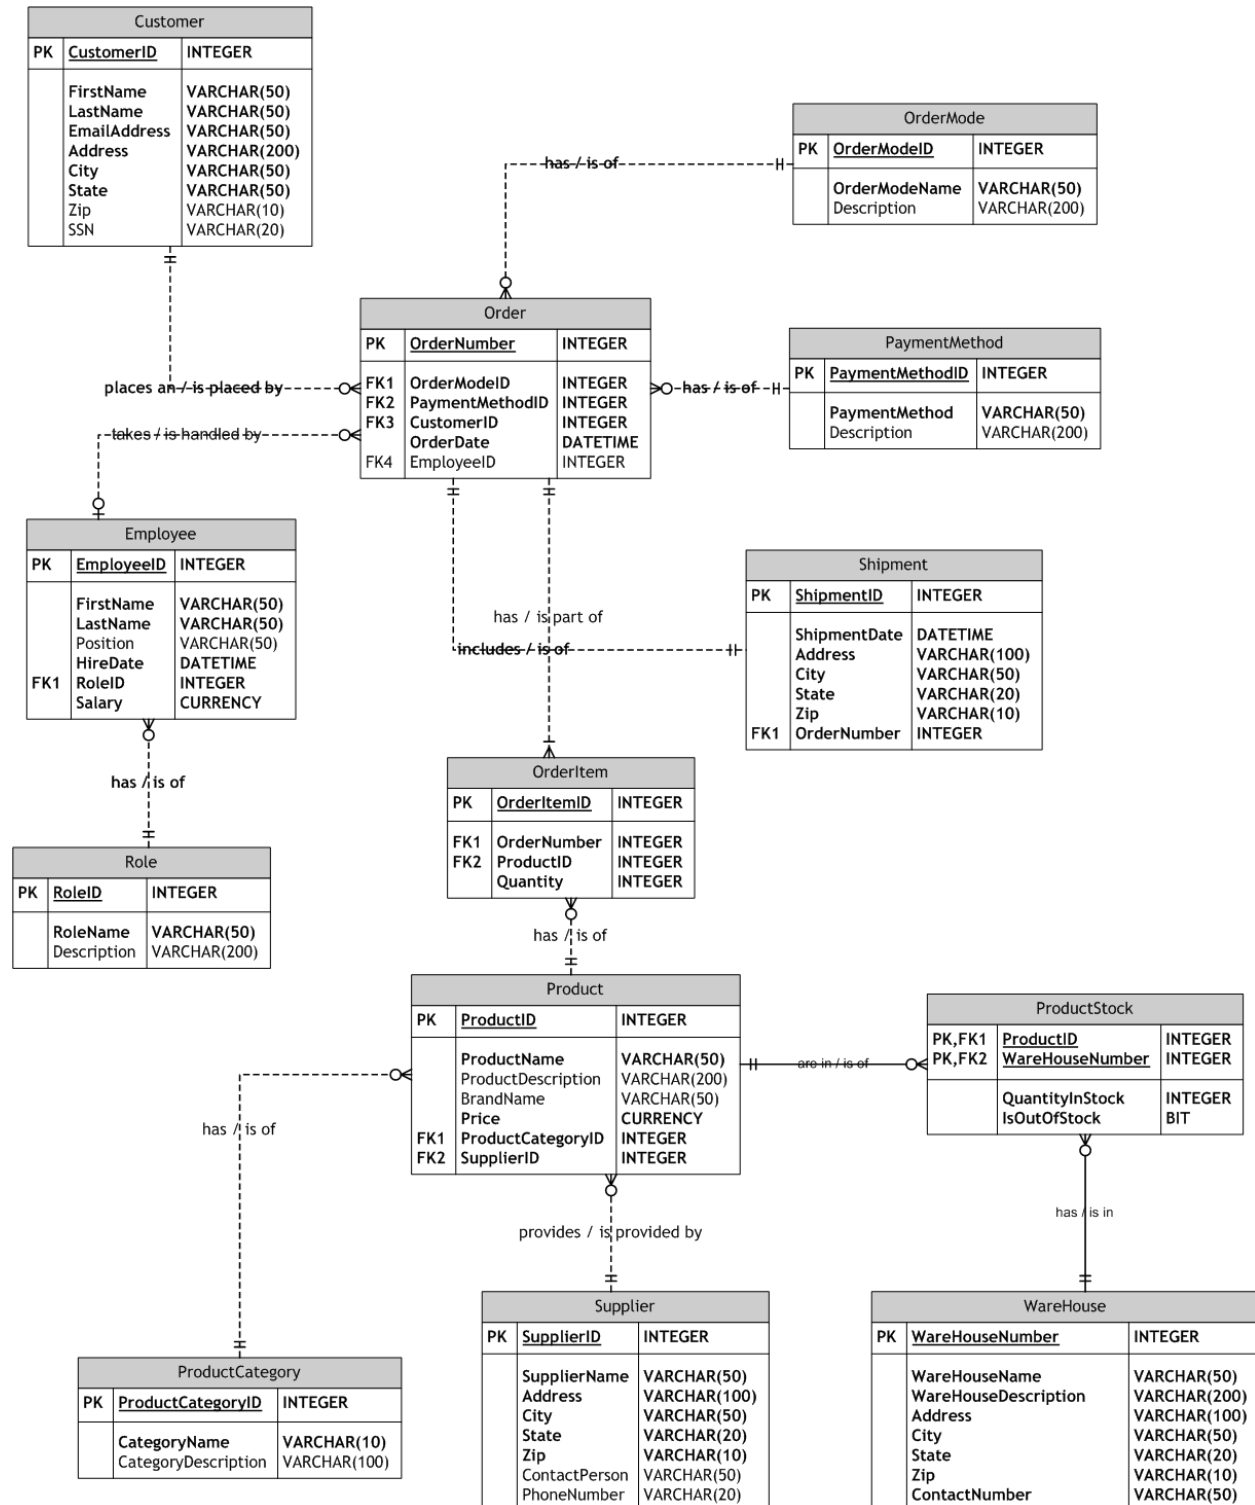 Customer
PK CustomerID INTEGER
FirstName VARCHAR(50)
LastName VARCHAR(50)
EmailAddress VARCHAR(50)
Address VARCHAR(200)
City VARCHAR(50)
State VARCHAR(50)
Zip VARCHAR(10)
SSN VARCHAR(20)
OrderMode
PK OrderModeID INTEGER
OrderModeName VARCHAR(50)
Description VARCHAR(200)
has / is of
Order
PK OrderNumber INTEGER
FK1 OrderModeID INTEGER
FK2 PaymentMethodID INTEGER
FK3 CustomerID INTEGER
OrderDate DATETIME
FK4 EmployeeID INTEGER
PaymentMethod
PK PaymentMethodID INTEGER
PaymentMethod VARCHAR(50)
Description VARCHAR(200)
has / is of
places an / is placed by
takes / is handled by
Employee
PK EmployeeID INTEGER
FirstName VARCHAR(50)
LastName VARCHAR(50)
Position VARCHAR(50)
HireDate DATETIME
FK1 RoleID INTEGER
Salary CURRENCY
Shipment
PK ShipmentID INTEGER
ShipmentDate DATETIME
Address VARCHAR(100)
City VARCHAR(50)
State VARCHAR(20)
Zip VARCHAR(10)
FK1 OrderNumber INTEGER
has / is part of
includes / is of
has / is of
OrderItem
PK OrderItemID INTEGER
FK1 OrderNumber INTEGER
FK2 ProductID INTEGER
Quantity INTEGER
Role
PK RoleID INTEGER
RoleName VARCHAR(50)
Description VARCHAR(200)
has / is of
Product
PK ProductID INTEGER
ProductName VARCHAR(50)
ProductDescription VARCHAR(200)
BrandName VARCHAR(50)
Price CURRENCY
FK1 ProductCategoryID INTEGER
FK2 SupplierID INTEGER
are in / is of
ProductStock
PK,FK1 ProductID INTEGER
PK,FK2 WareHouseNumber INTEGER
QuantityInStock INTEGER
IsOutOfStock BIT
has / is of
provides / is provided by
has / is in
Supplier
PK SupplierID INTEGER
SupplierName VARCHAR(50)
Address VARCHAR(100)
City VARCHAR(50)
State VARCHAR(20)
Zip VARCHAR(10)
ContactPerson VARCHAR(50)
PhoneNumber VARCHAR(20)
WareHouse
PK WareHouseNumber INTEGER
WareHouseName VARCHAR(50)
WareHouseDescription VARCHAR(200)
Address VARCHAR(100)
City VARCHAR(50)
State VARCHAR(20)
Zip VARCHAR(10)
ContactNumber VARCHAR(50)
ProductCategory
PK ProductCategoryID INTEGER
CategoryName VARCHAR(10)
CategoryDescription VARCHAR(100)